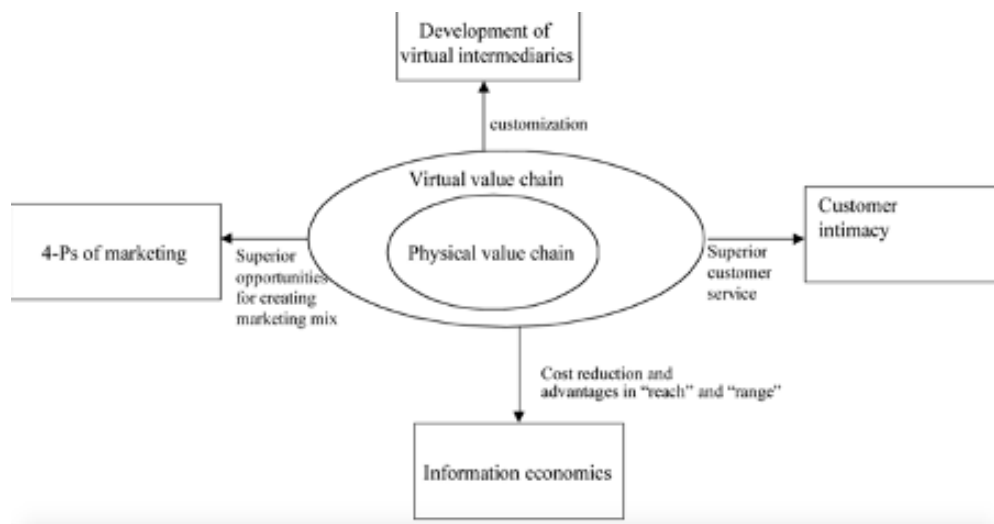 Development of
virtual intermediaries
customization
Virtual value chain
Physical value chain
4-Ps of marketing
Superior
opportunities
for creating
marketing mix
Customer
intimacy
Superior
customer
service
Cost reduction and
advantages in “reach” and “range”
Information economics